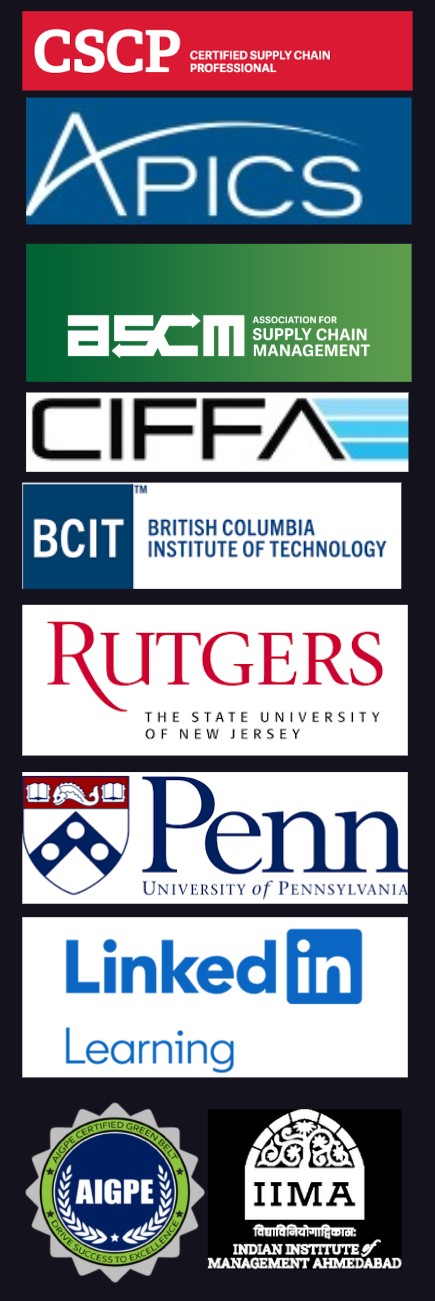 CSCP CERTIFIED SUPPLY CHAIN
PROFESSIONAL
APICS
ascm ASSOCIATION FOR
SUPPLY CHAIN
MANAGEMENT
CIFFA
BCIT TM BRITISH COLUMBIA
INSTITUTE OF TECHNOLOGY
RUTGERS
THE STATE UNIVERSITY
OF NEW JERSEY
Penn
UNIVERSITY of PENNSYLVANIA
Linked in
Learning
AIGPE CERTIFIED GREEN BELT
AIGPE
DRIVE SUCCESS TO EXCELLENCE
IIMA
विद्याविनियोगाद्विकासः
INDIAN INSTITUTE of
MANAGEMENT AHMEDABAD